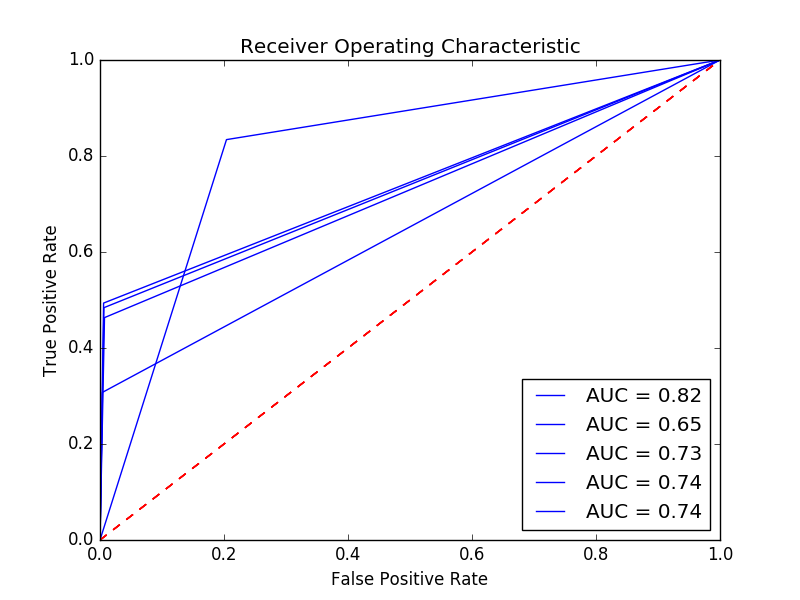 Receiver Operating Characteristic
1.0
0.8
0.6
0.4
0.2
0.0
True Positive Rate
AUC = 0.82
AUC = 0.65
AUC = 0.73
AUC = 0.74
AUC = 0.74
0.0 0.2 0.4 0.6 0.8 1.0
False Positive Rate